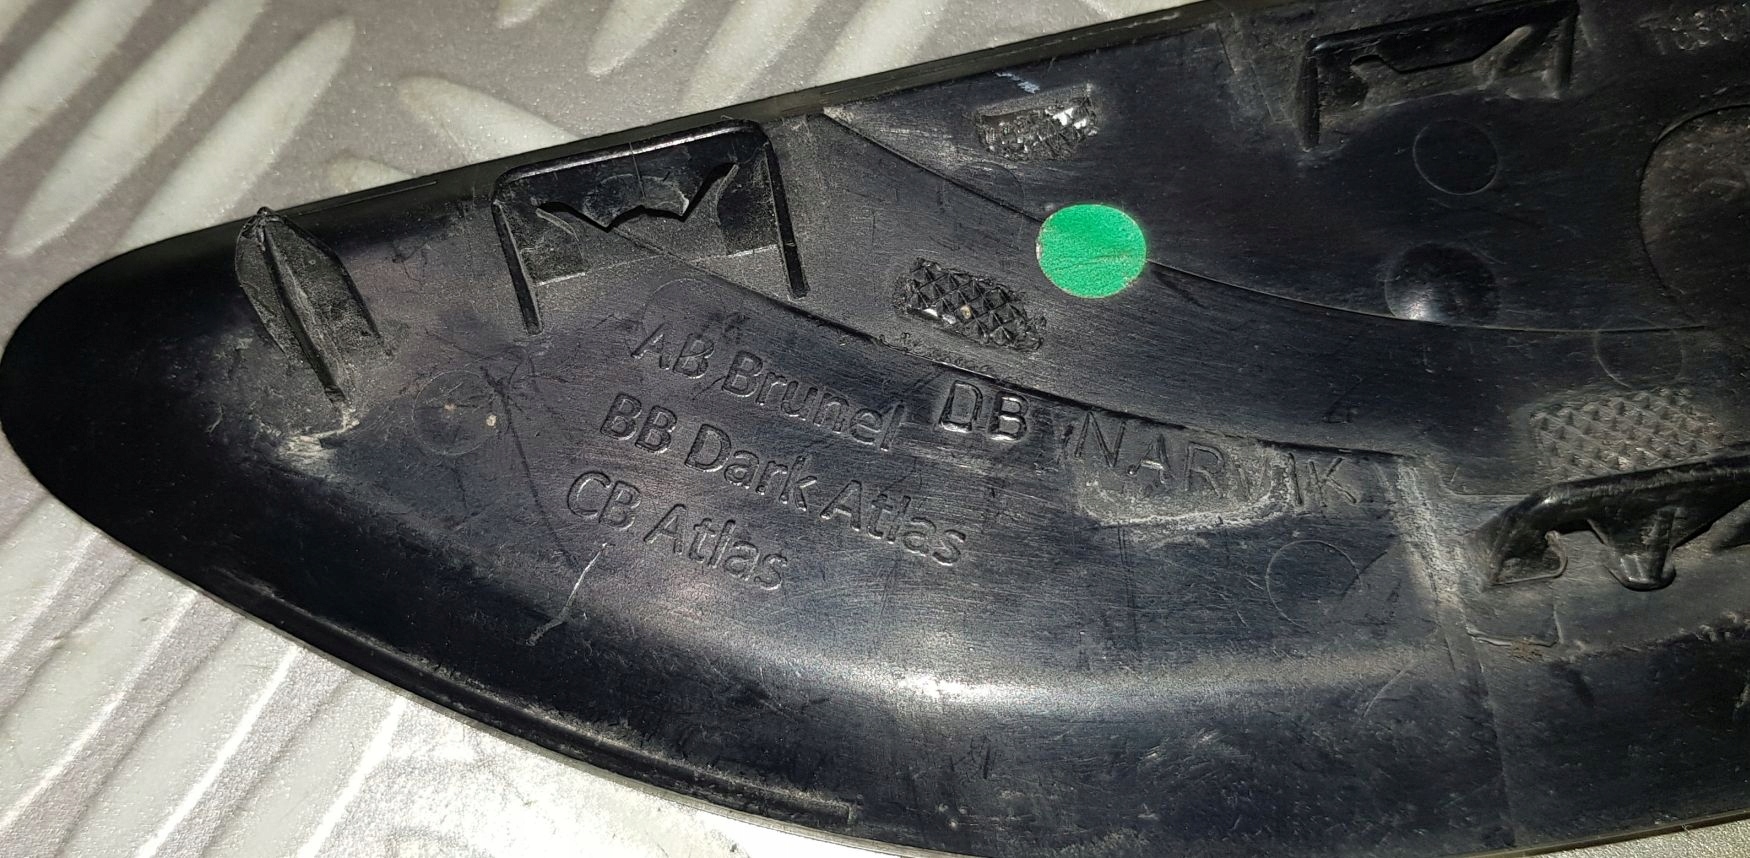 AB Brunel DB NARVIK
BB Dark Atlas
CB Atlas